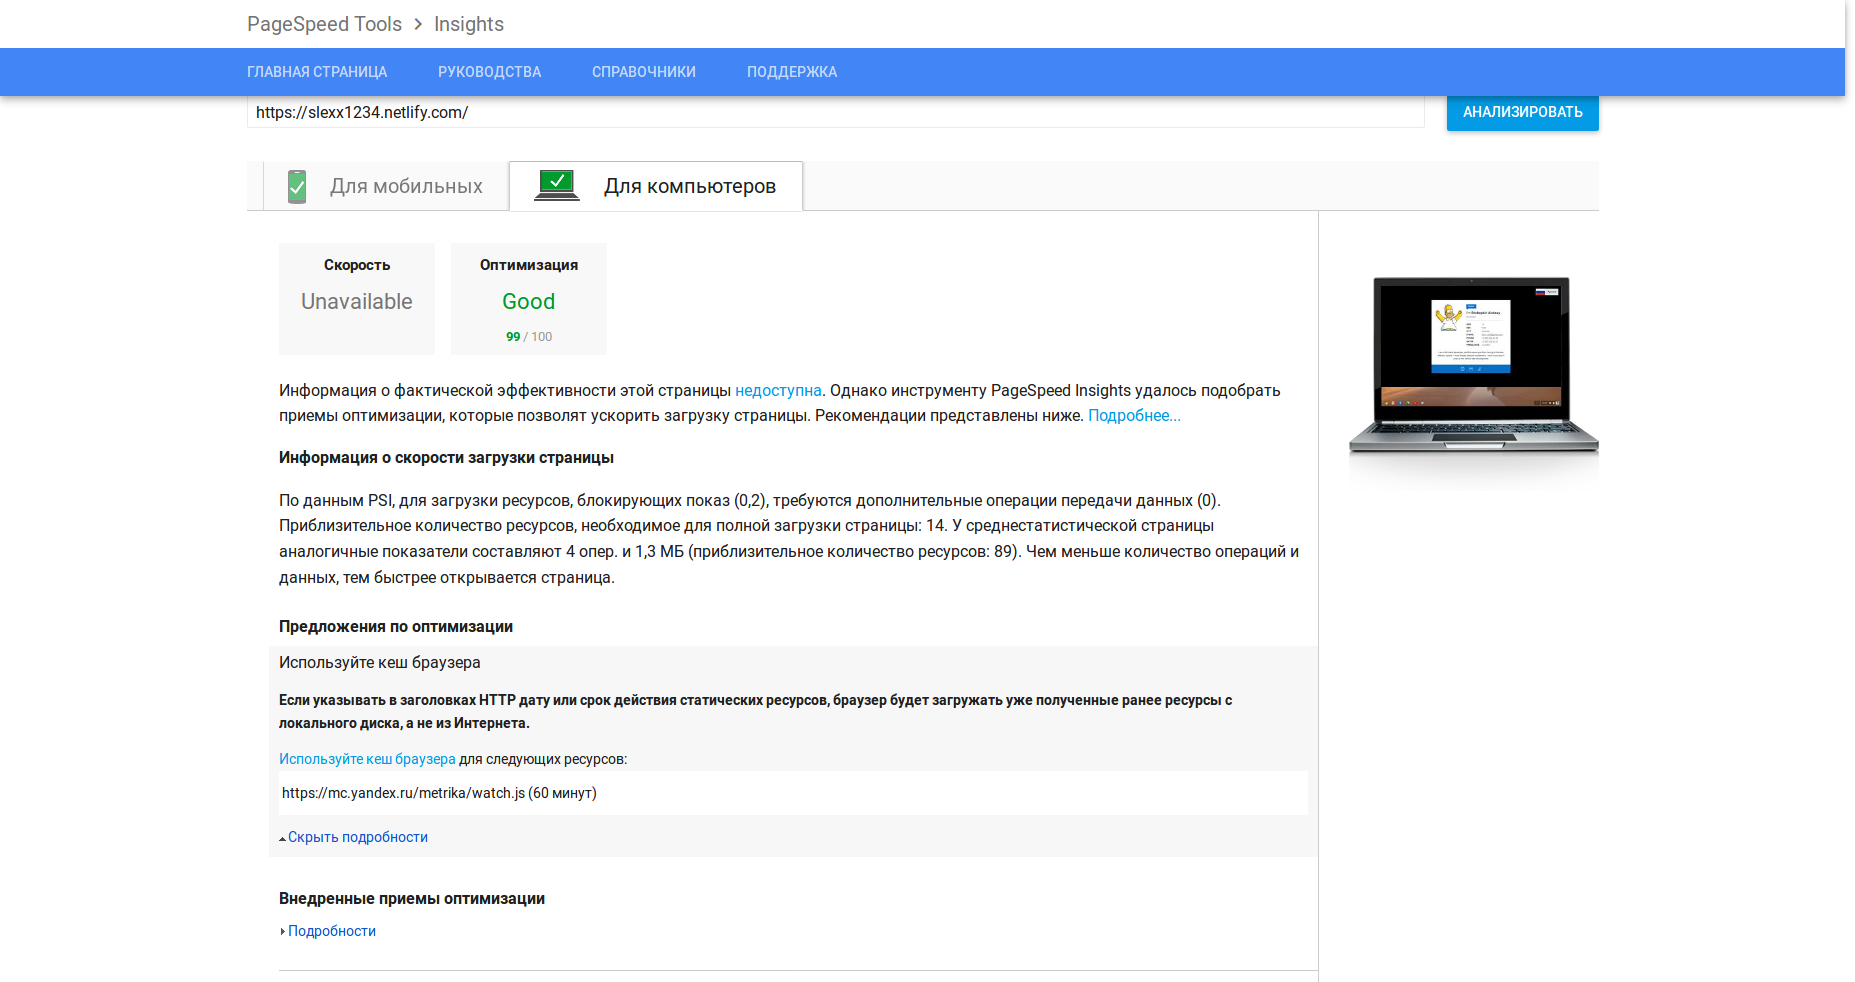 PageSpeed Tools > Insights
ГЛАВНАЯ СТРАНИЦА РУКОВОДСТВА СПРАВОЧНИКИ ПОДДЕРЖКА
https://slexx1234.netlify.com/ АНАЛИЗИРОВАТЬ
Для мобильных Для компьютеров
Скорость Оптимизация
Unavailable Good
99 / 100
Информация о фактической эффективности этой страницы недоступна. Однако инструменту PageSpeed Insights удалось подобрать
приемы оптимизации, которые позволят ускорить загрузку страницы. Рекомендации представлены ниже. Подробнее...
Информация о скорости загрузки страницы
По данным PSI, для загрузки ресурсов, блокирующих показ (0,2), требуются дополнительные операции передачи данных (0).
Приблизительное количество ресурсов, необходимое для полной загрузки страницы: 14. У среднестатистической страницы
аналогичные показатели составляют 4 опер. и 1,3 МБ (приблизительное количество ресурсов: 89). Чем меньше количество операций и
данных, тем быстрее открывается страница.
Предложения по оптимизации
Используйте кеш браузера
Если указывать в заголовках HTTP дату или срок действия статических ресурсов, браузер будет загружать уже полученные ранее ресурсы с
локального диска, а не из Интернета.
Используйте кеш браузера для следующих ресурсов:
https://mc.yandex.ru/metrika/watch.js (60 минут)
Скрыть подробности
Внедренные приемы оптимизации
Подробности